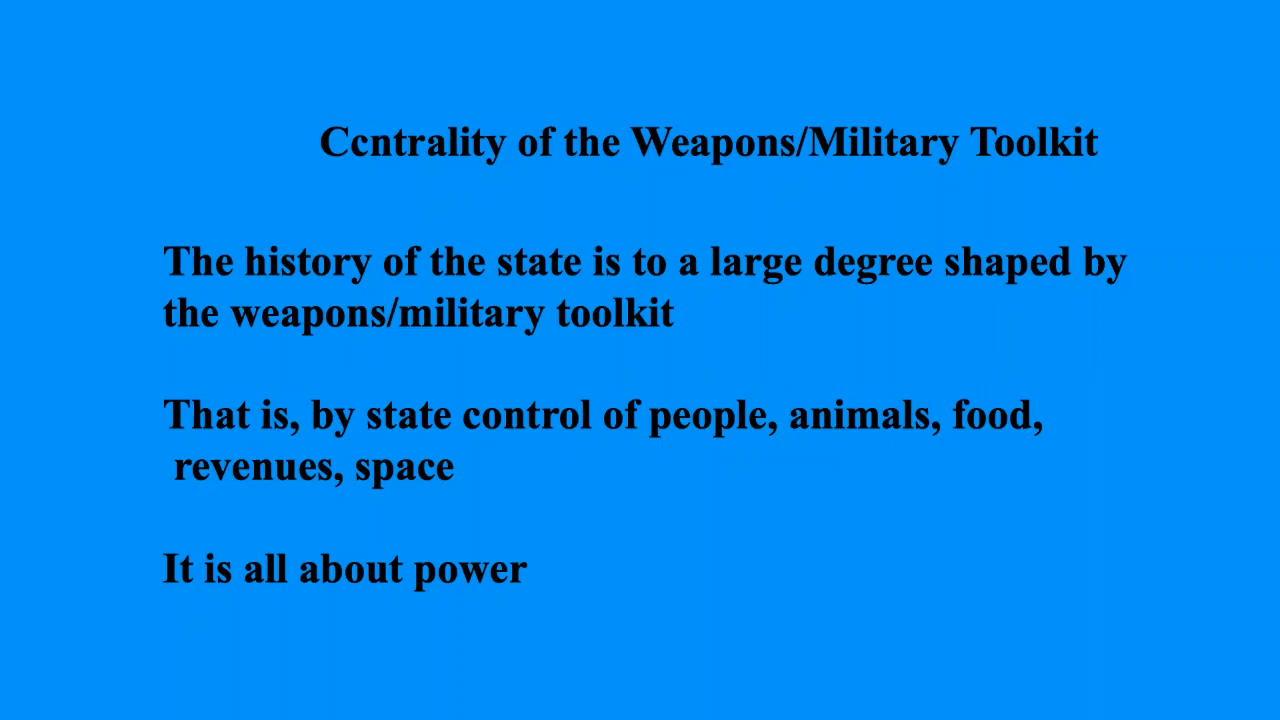 Ccntrality of the Weapons/Military Toolkit
The history of the state is to a large degree shaped by
the weapons/military toolkit
That is, by state control of people, animals, food,
revenues, space
It is all about power